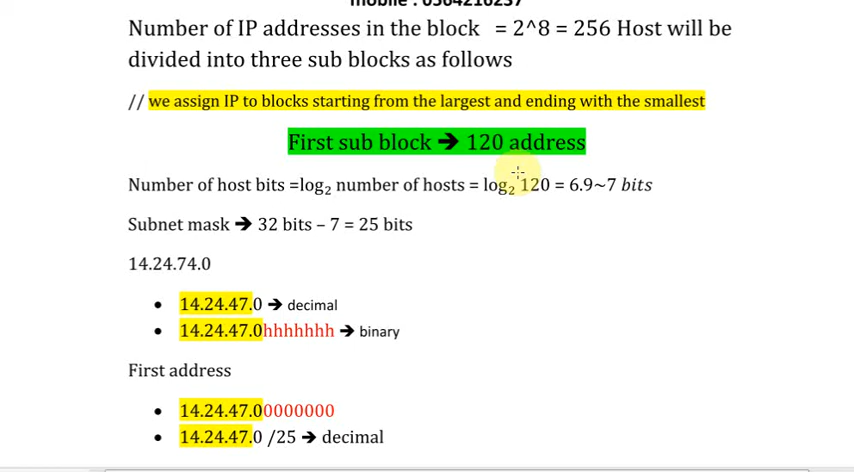 Number of IP addresses in the block = 2^8 = 256 Host will be
divided into three sub blocks as follows
// we assign IP to blocks starting from the largest and ending with the smallest
First sub block ➔ 120 address
Number of host bits =log₂ number of hosts = log₂ 120 = 6.9~7 bits
Subnet mask ➔ 32 bits – 7 = 25 bits
14.24.74.0
• 14.24.47.0 ➔ decimal
• 14.24.47.0hhhhhhh ➔ binary
First address
• 14.24.47.00000000
• 14.24.47.0 /25 ➔ decimal